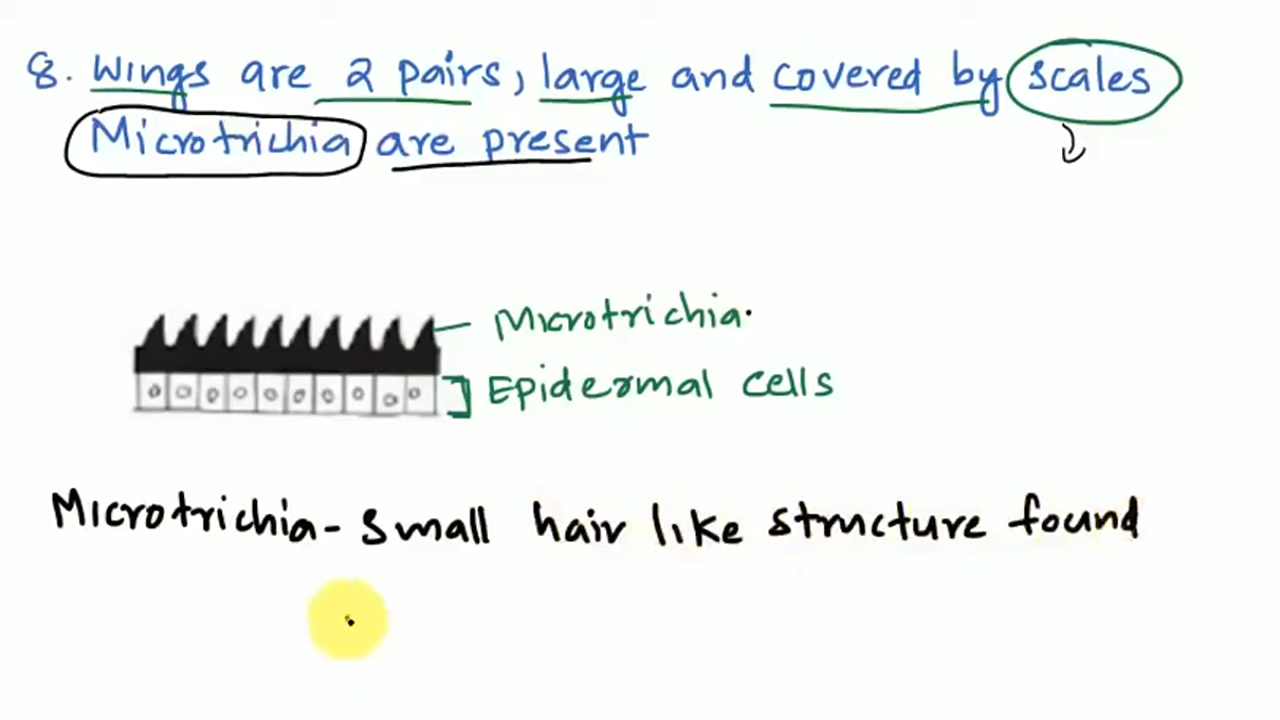 8. Wings are 2 pairs, large and covered by scales
Microtrichia are present
Microtrichia.
Epidermal cells
Microtrichia - small hair like structure found